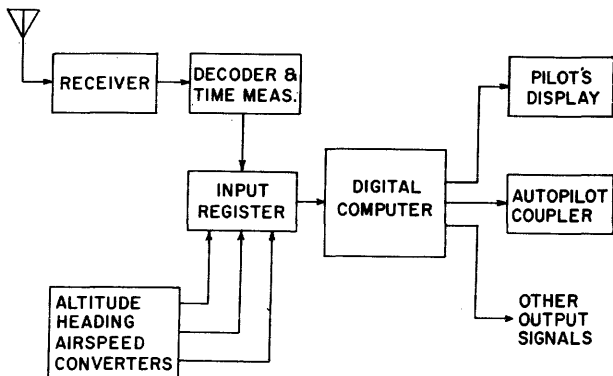 RECEIVER
DECODER &
TIME MEAS.
PILOT'S
DISPLAY
INPUT
REGISTER
DIGITAL
COMPUTER
AUTOPILOT
COUPLER
ALTITUDE
HEADING
AIRSPEED
CONVERTERS
OTHER
OUTPUT
SIGNALS